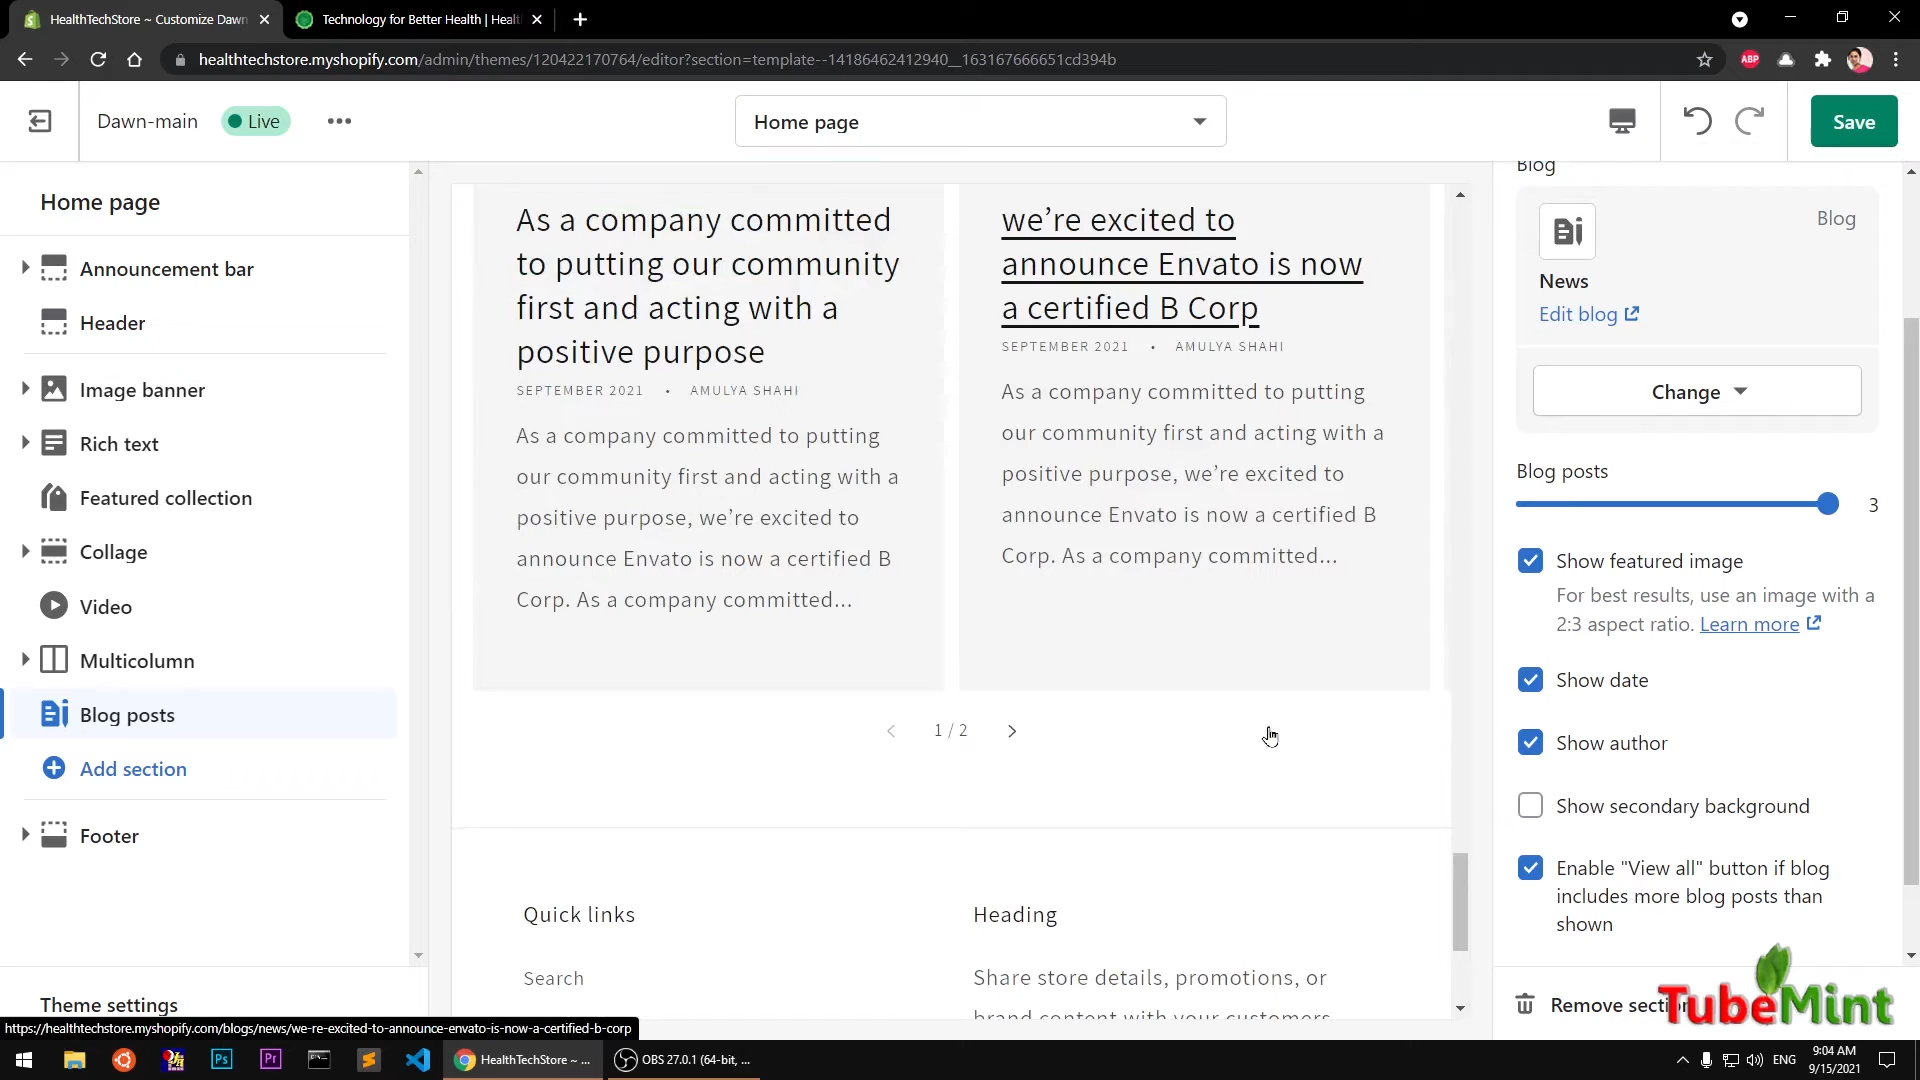 HealthTechStore ~ Customize Dawn
Technology for Better Health | Healt
healthtechstore.myshopify.com/admin/themes/120422170764/editor?section=template--14186462412940__163167666651cd394b
ABP
Dawn-main
Live
Home page
Save
Home page
Announcement bar
Header
Image banner
Rich text
Featured collection
Collage
Video
Multicolumn
Blog posts
Add section
Footer
Theme settings
As a company committed
to putting our community
first and acting with a
positive purpose
SEPTEMBER 2021 • AMULYA SHAHI
As a company committed to putting
our community first and acting with a
positive purpose, we’re excited to
announce Envato is now a certified B
Corp. As a company committed...
we’re excited to
announce Envato is now
a certified B Corp
SEPTEMBER 2021 • AMULYA SHAHI
As a company committed to putting
our community first and acting with a
positive purpose, we’re excited to
announce Envato is now a certified B
Corp. As a company committed...
1 / 2
Quick links
Search
Heading
Share store details, promotions, or
brand content with your customers
Blog
Blog
News
Edit blog
Change
Blog posts
3
Show featured image
For best results, use an image with a
2:3 aspect ratio. Learn more
Show date
Show author
Show secondary background
Enable "View all" button if blog
includes more blog posts than
shown
Remove section
TubeMint
https://healthtechstore.myshopify.com/blogs/news/we-re-excited-to-announce-envato-is-now-a-certified-b-corp
Ps
Pr
HealthTechStore ~ ...
OBS 27.0.1 (64-bit, ...
ENG
9:04 AM
9/15/2021